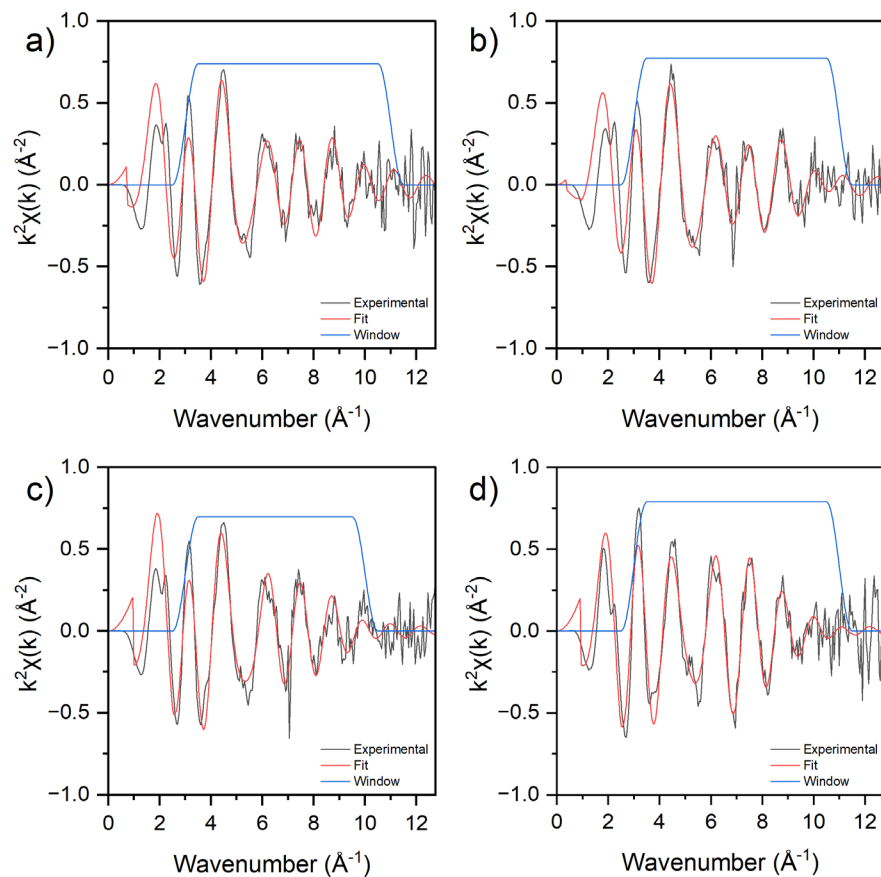 a)
1.0
0.5
0.0
−0.5
−1.0
k²χ(k) (Å⁻²)
Experimental
Fit
Window
0 2 4 6 8 10 12
Wavenumber (Å⁻¹)
b)
1.0
0.5
0.0
−0.5
−1.0
k²χ(k) (Å⁻²)
Experimental
Fit
Window
0 2 4 6 8 10 12
Wavenumber (Å⁻¹)
c)
1.0
0.5
0.0
−0.5
−1.0
k²χ(k) (Å⁻²)
Experimental
Fit
Window
0 2 4 6 8 10 12
Wavenumber (Å⁻¹)
d)
1.0
0.5
0.0
−0.5
−1.0
k²χ(k) (Å⁻²)
Experimental
Fit
Window
0 2 4 6 8 10 12
Wavenumber (Å⁻¹)